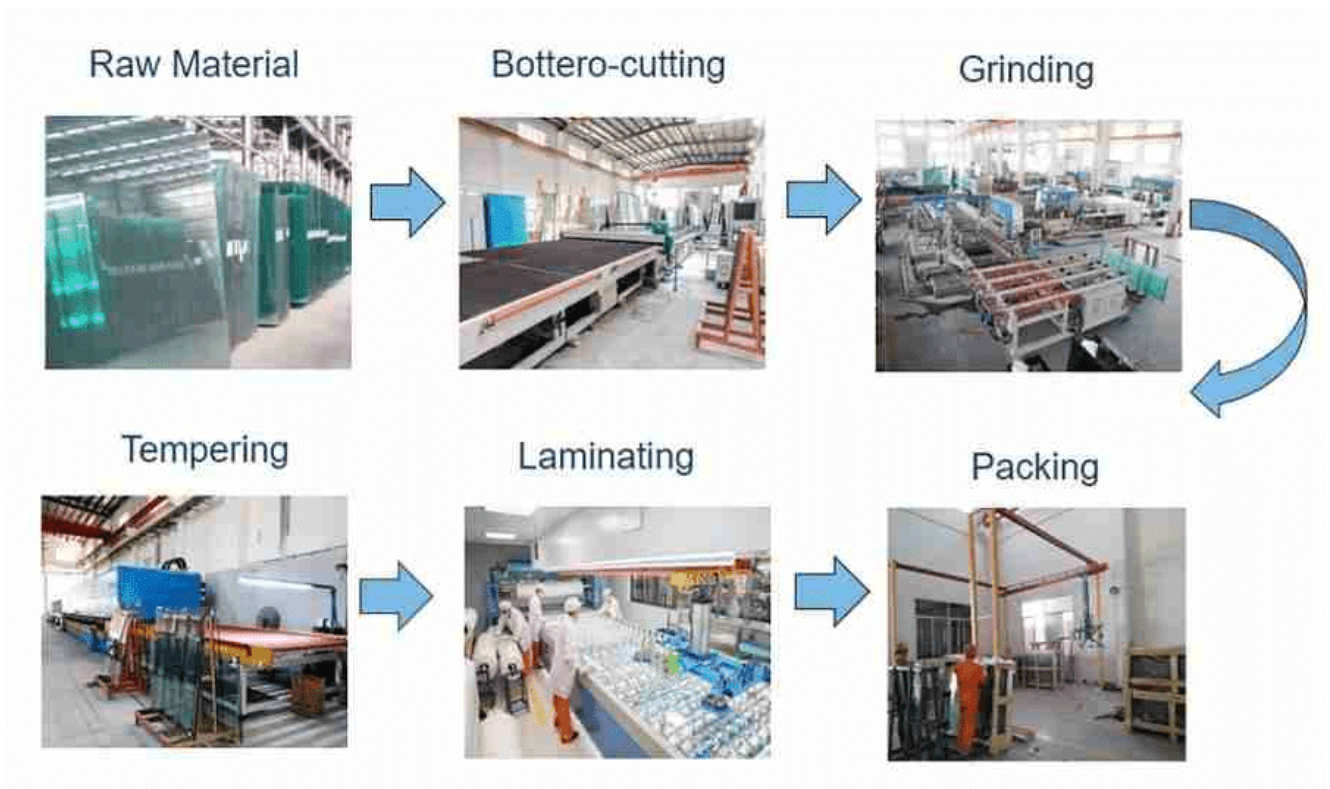 Raw Material
Bottero-cutting
Grinding
Tempering
Laminating
Packing